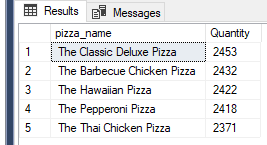 Results Messages
pizza_name Quantity
1 The Classic Deluxe Pizza 2453
2 The Barbecue Chicken Pizza 2432
3 The Hawaiian Pizza 2422
4 The Pepperoni Pizza 2418
5 The Thai Chicken Pizza 2371